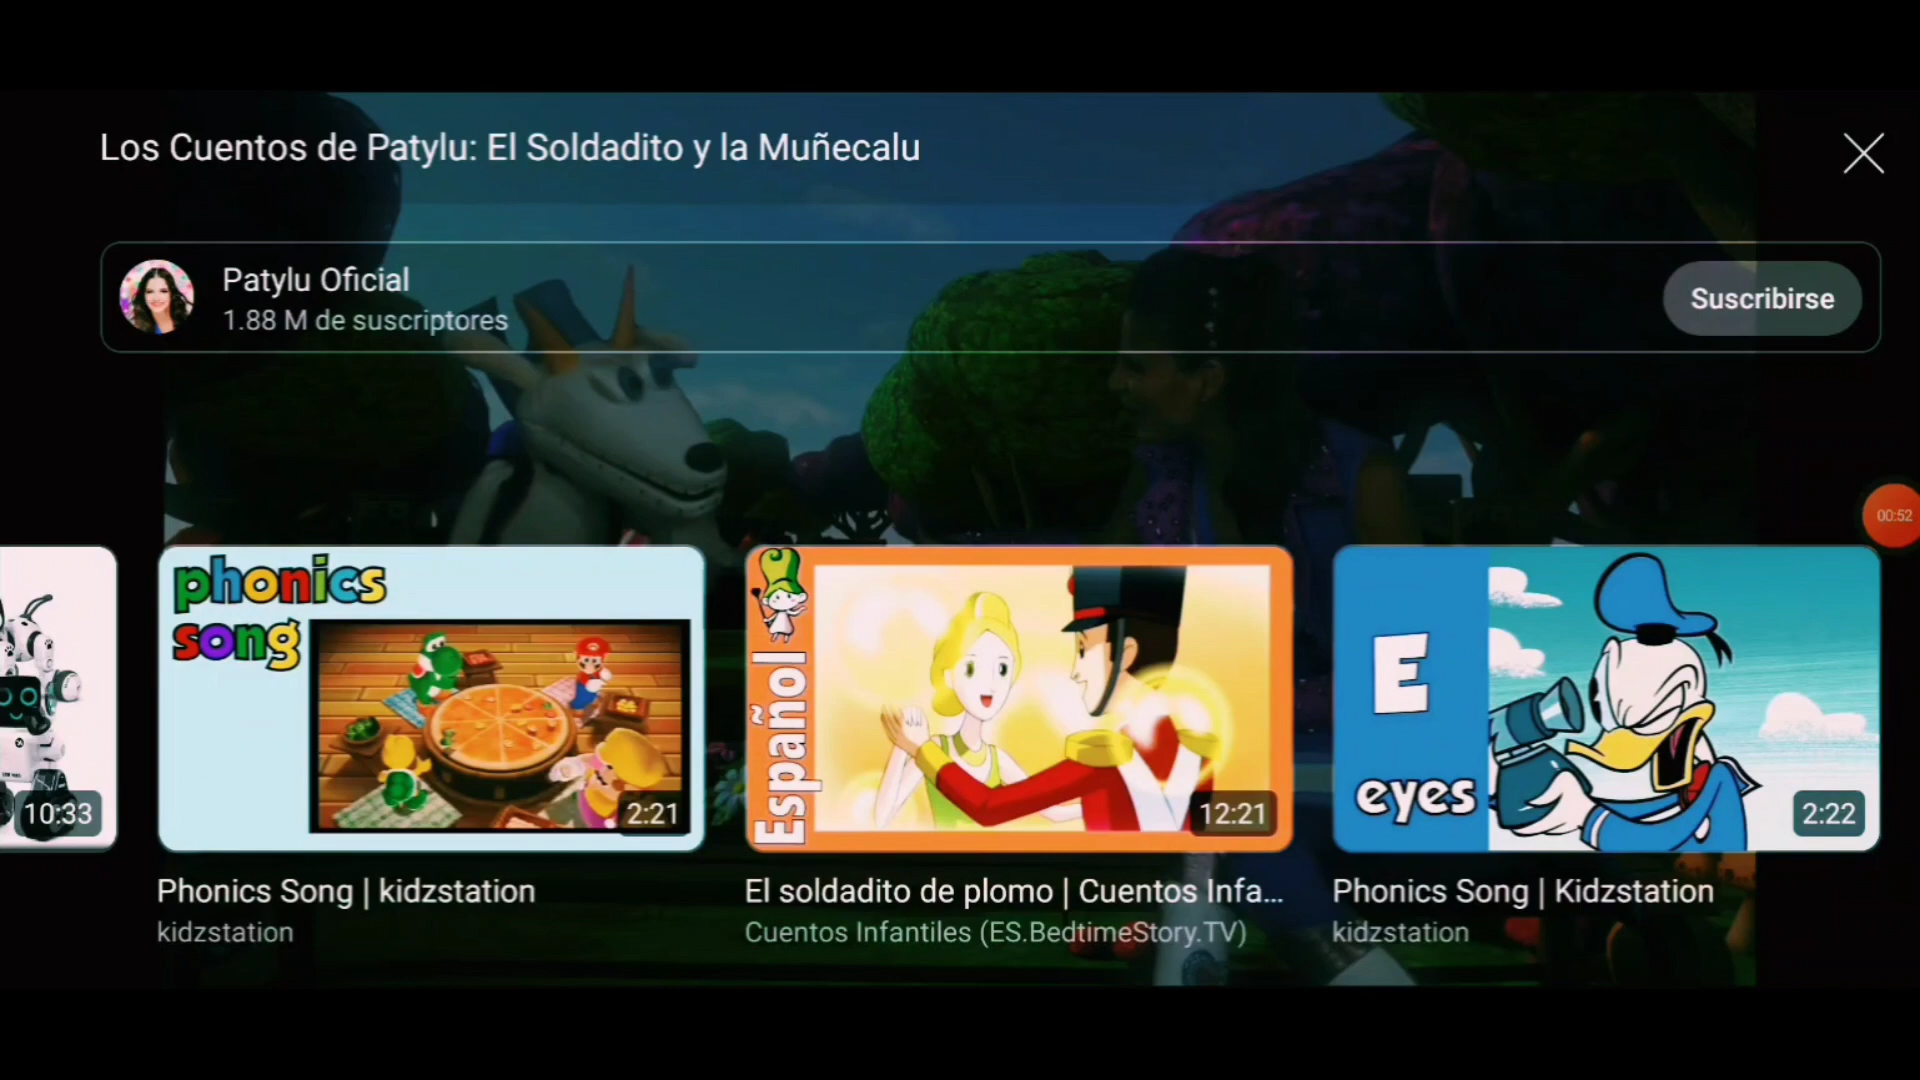 Los Cuentos de Patylu: El Soldadito y la Muñecalu
Patylu Oficial
1.88 M de suscriptores
Suscribirse
00:52
10:33
phonics
song
2:21
Español
12:21
E
eyes
2:22
Phonics Song | kidzstation
kidzstation
El soldadito de plomo | Cuentos Infa...
Cuentos Infantiles (ES.BedtimeStory.TV)
Phonics Song | Kidzstation
kidzstation